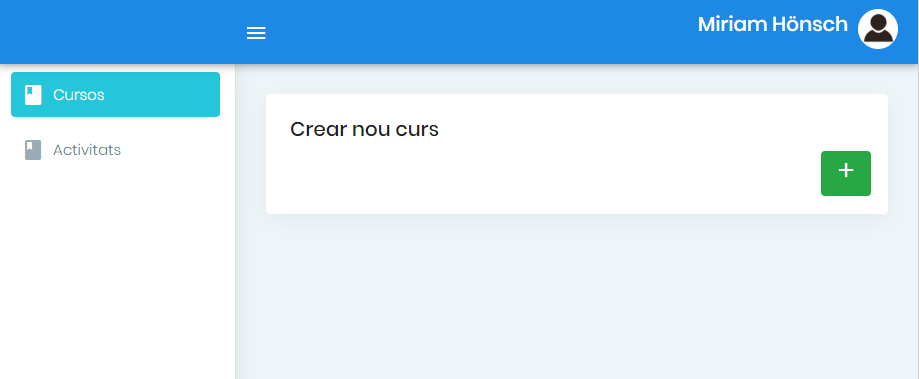 Miriam Hönsch
Cursos
Activitats
Crear nou curs
+